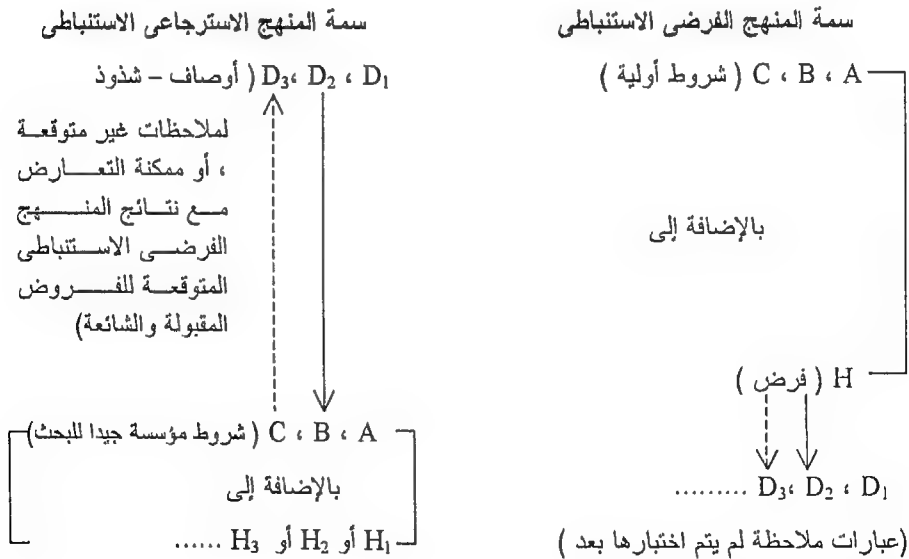 سمة المنهج الفرضى الاستنباطى
A ، B ، C ( شروط أولية )
بالإضافة إلى
H ( فرض )
D1 ، D2 ،D3 .........
(عبارات ملاحظة لم يتم اختبارها بعد )
سمة المنهج الاسترجاعى الاستنباطى
D1 ، D2 ،D3 ( أوصاف – شذوذ
لملاحظات غير متوقعة
، أو ممكنة التعارض
مع نتائج المنهج
الفرضى الاستنباطى
المتوقعة للفروض
المقبولة والشائعة)
A ، B ، C ( شروط مؤسسة جيدا للبحث)
بالإضافة إلى
H1 أو H2 أو H3 ......